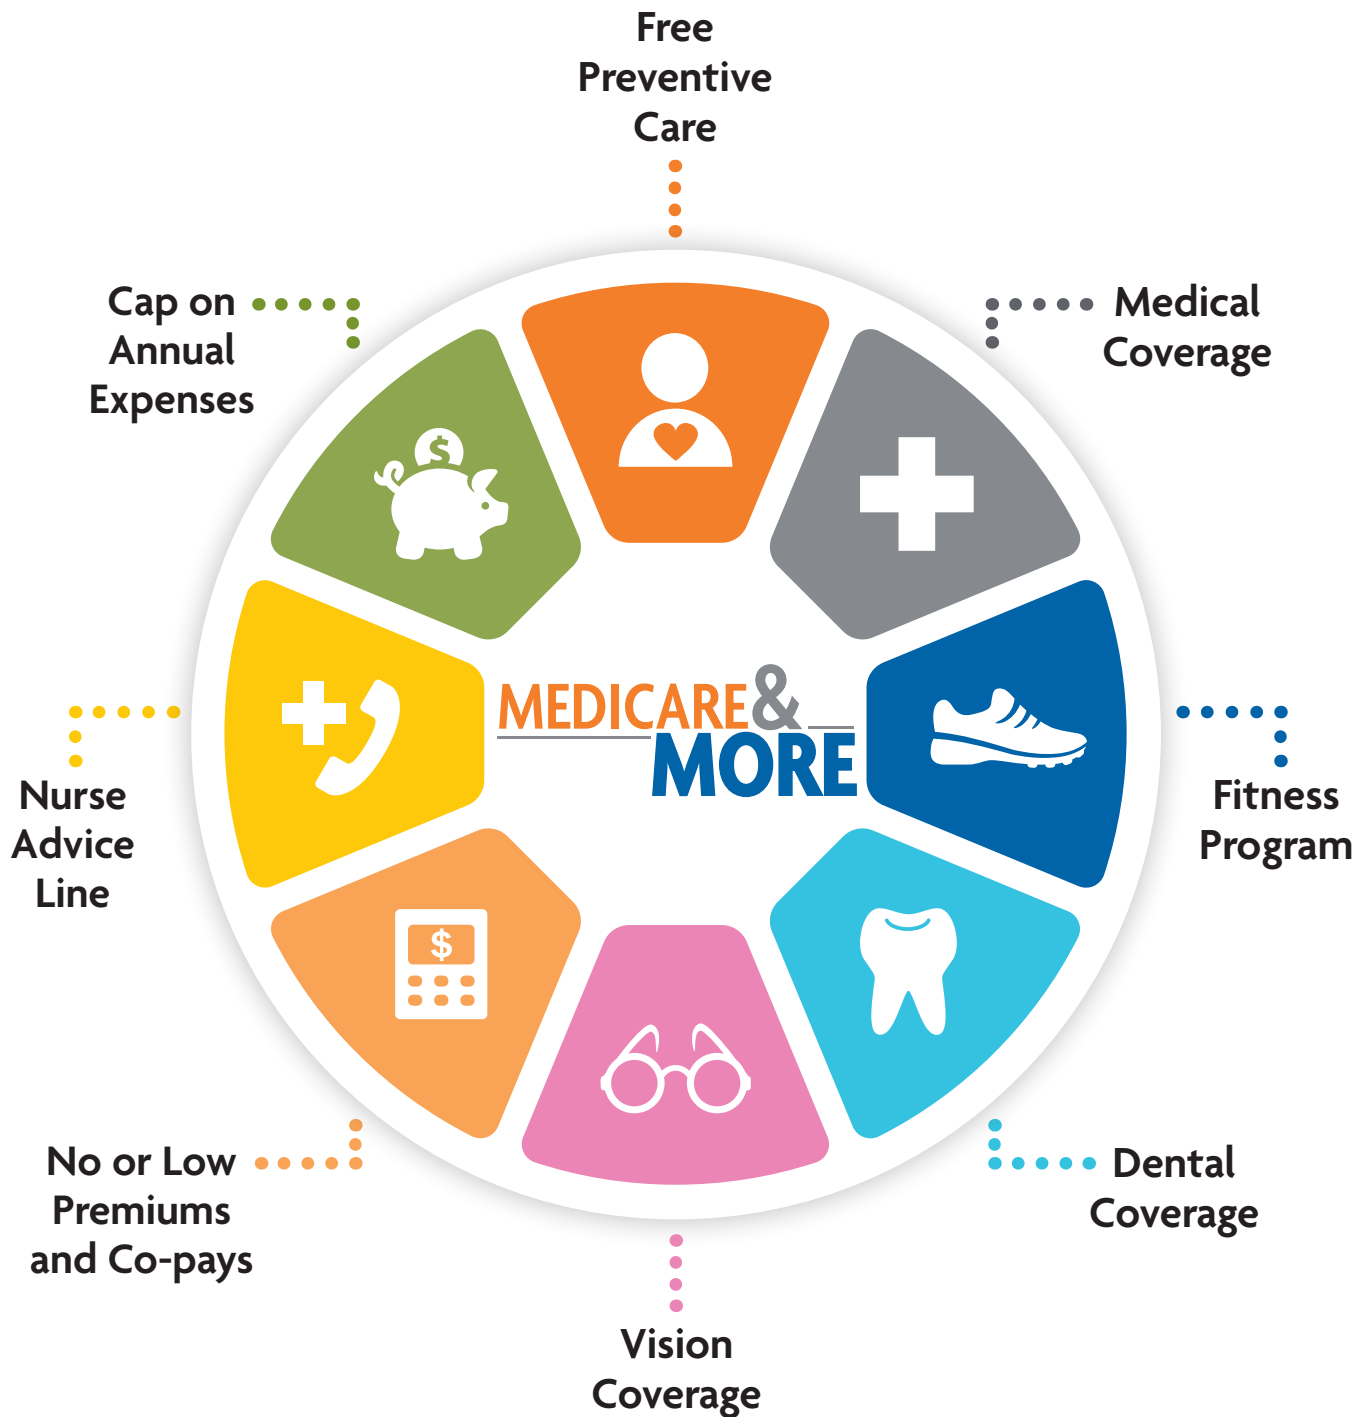 Free
Preventive
Care
Medical
Coverage
Fitness
Program
Dental
Coverage
Vision
Coverage
No or Low
Premiums
and Co-pays
$
Nurse
Advice
Line
Cap on
Annual
Expenses
$
MEDICARE&
MORE